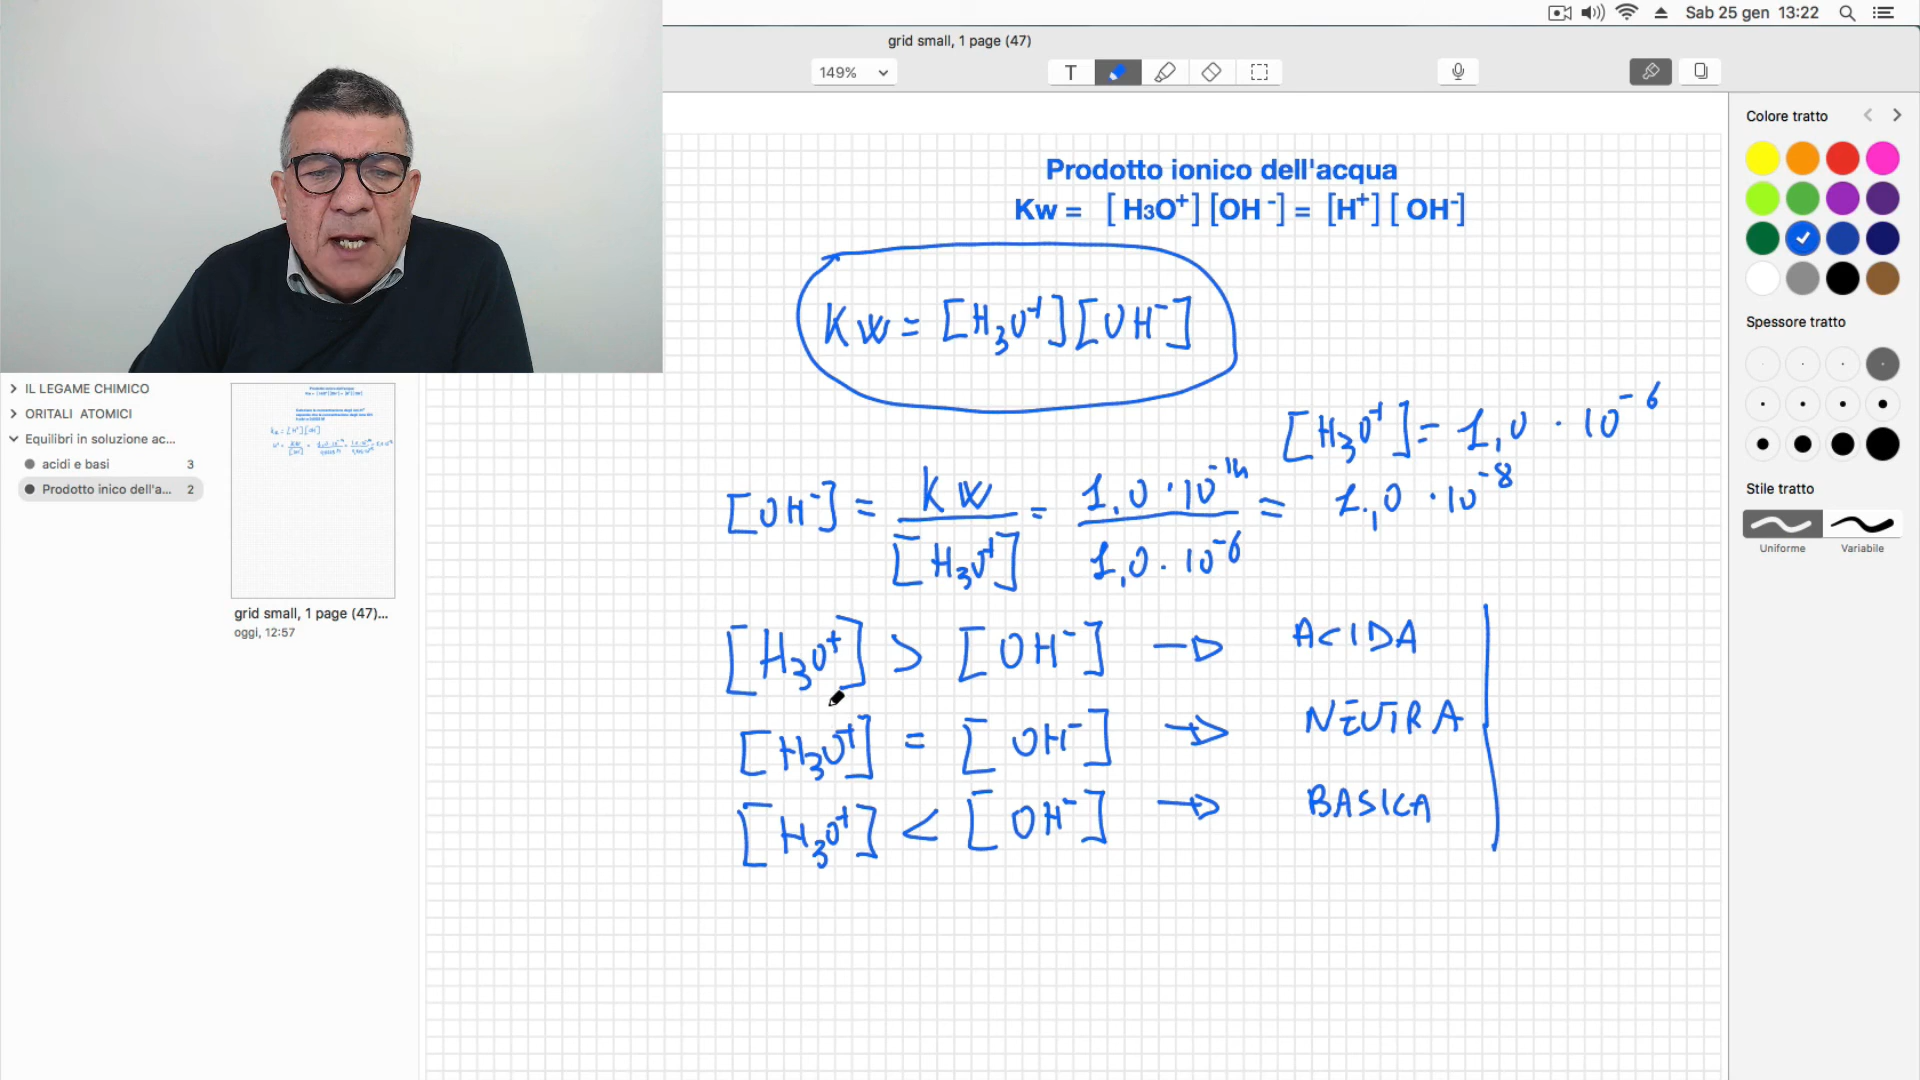 Sab 25 gen 13:22
grid small, 1 page (47)
149%
T
Colore tratto
Spessore tratto
Stile tratto
Uniforme
Variabile
IL LEGAME CHIMICO
ORITALI ATOMICI
Equilibri in soluzione ac...
acidi e basi 3
Prodotto inico dell'a... 2
grid small, 1 page (47)...
oggi, 12:57
Prodotto ionico dell'acqua
Kw = [ H3O⁺] [OH ⁻] = [H⁺] [ OH⁻]
KW = [H₃O⁺][OH⁻]
[H₃O⁺] = 1,0 · 10⁻⁶
[OH⁻] = KW / [H₃O⁺] = 1,0 · 10⁻¹⁴ / 1,0 · 10⁻⁶ = 1,0 · 10⁻⁸
[H₃O⁺] > [OH⁻] → ACIDA
[H₃O⁺] = [OH⁻] → NEUTRA
[H₃O⁺] < [OH⁻] → BASICA